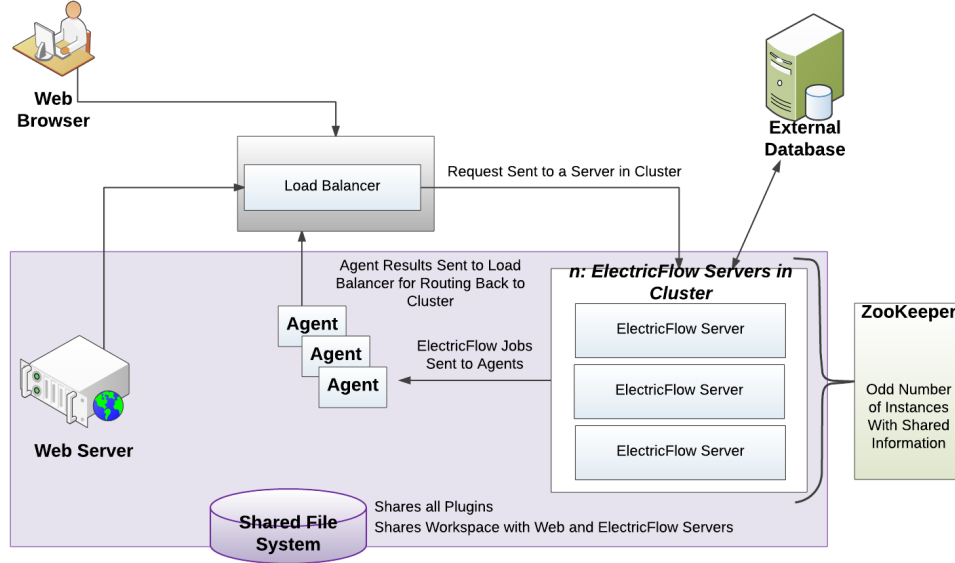 Web
Browser
External
Database
Load Balancer
Request Sent to a Server in Cluster
Agent Results Sent to Load
Balancer for Routing Back to
Cluster
n: ElectricFlow Servers in
Cluster
ElectricFlow Server
ElectricFlow Server
ElectricFlow Server
Agent
Agent
Agent
ElectricFlow Jobs
Sent to Agents
ZooKeeper
Odd Number
of Instances
With Shared
Information
Web Server
Shared File
System
Shares all Plugins
Shares Workspace with Web and ElectricFlow Servers